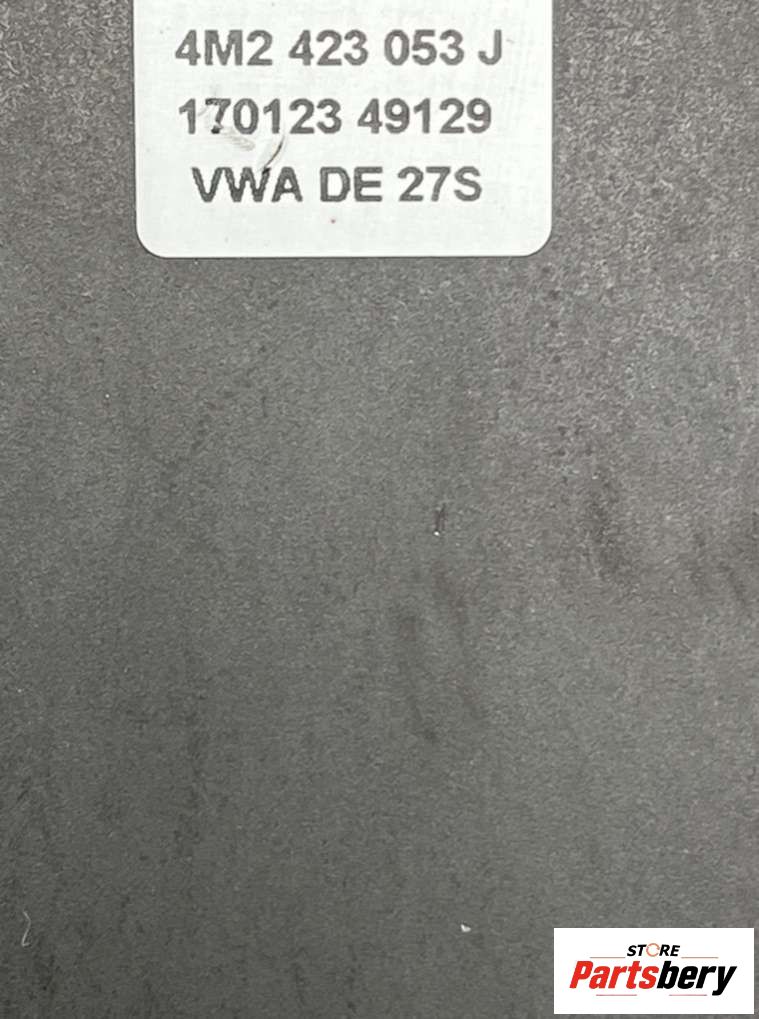 4M2 423 053 J
170123 49129
VWA DE 27S
STORE
Partsbery